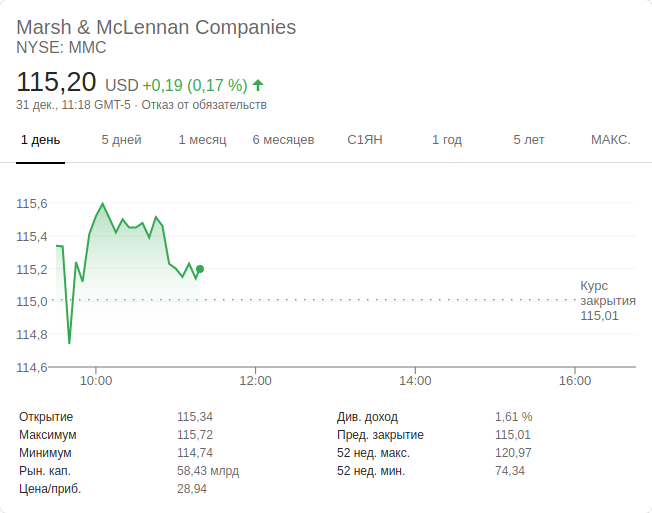 Marsh & McLennan Companies
NYSE: MMC
115,20 USD +0,19 (0,17 %)
31 дек., 11:18 GMT-5 · Отказ от обязательств
1 день 5 дней 1 месяц 6 месяцев С1ЯН 1 год 5 лет МАКС.
115,6
115,4
115,2
115,0
114,8
114,6
Курс
закрытия
115,01
10:00 12:00 14:00 16:00
Открытие 115,34 Див. доход 1,61 %
Максимум 115,72 Пред. закрытие 115,01
Минимум 114,74 52 нед. макс. 120,97
Рын. кап. 58,43 млрд 52 нед. мин. 74,34
Цена/приб. 28,94